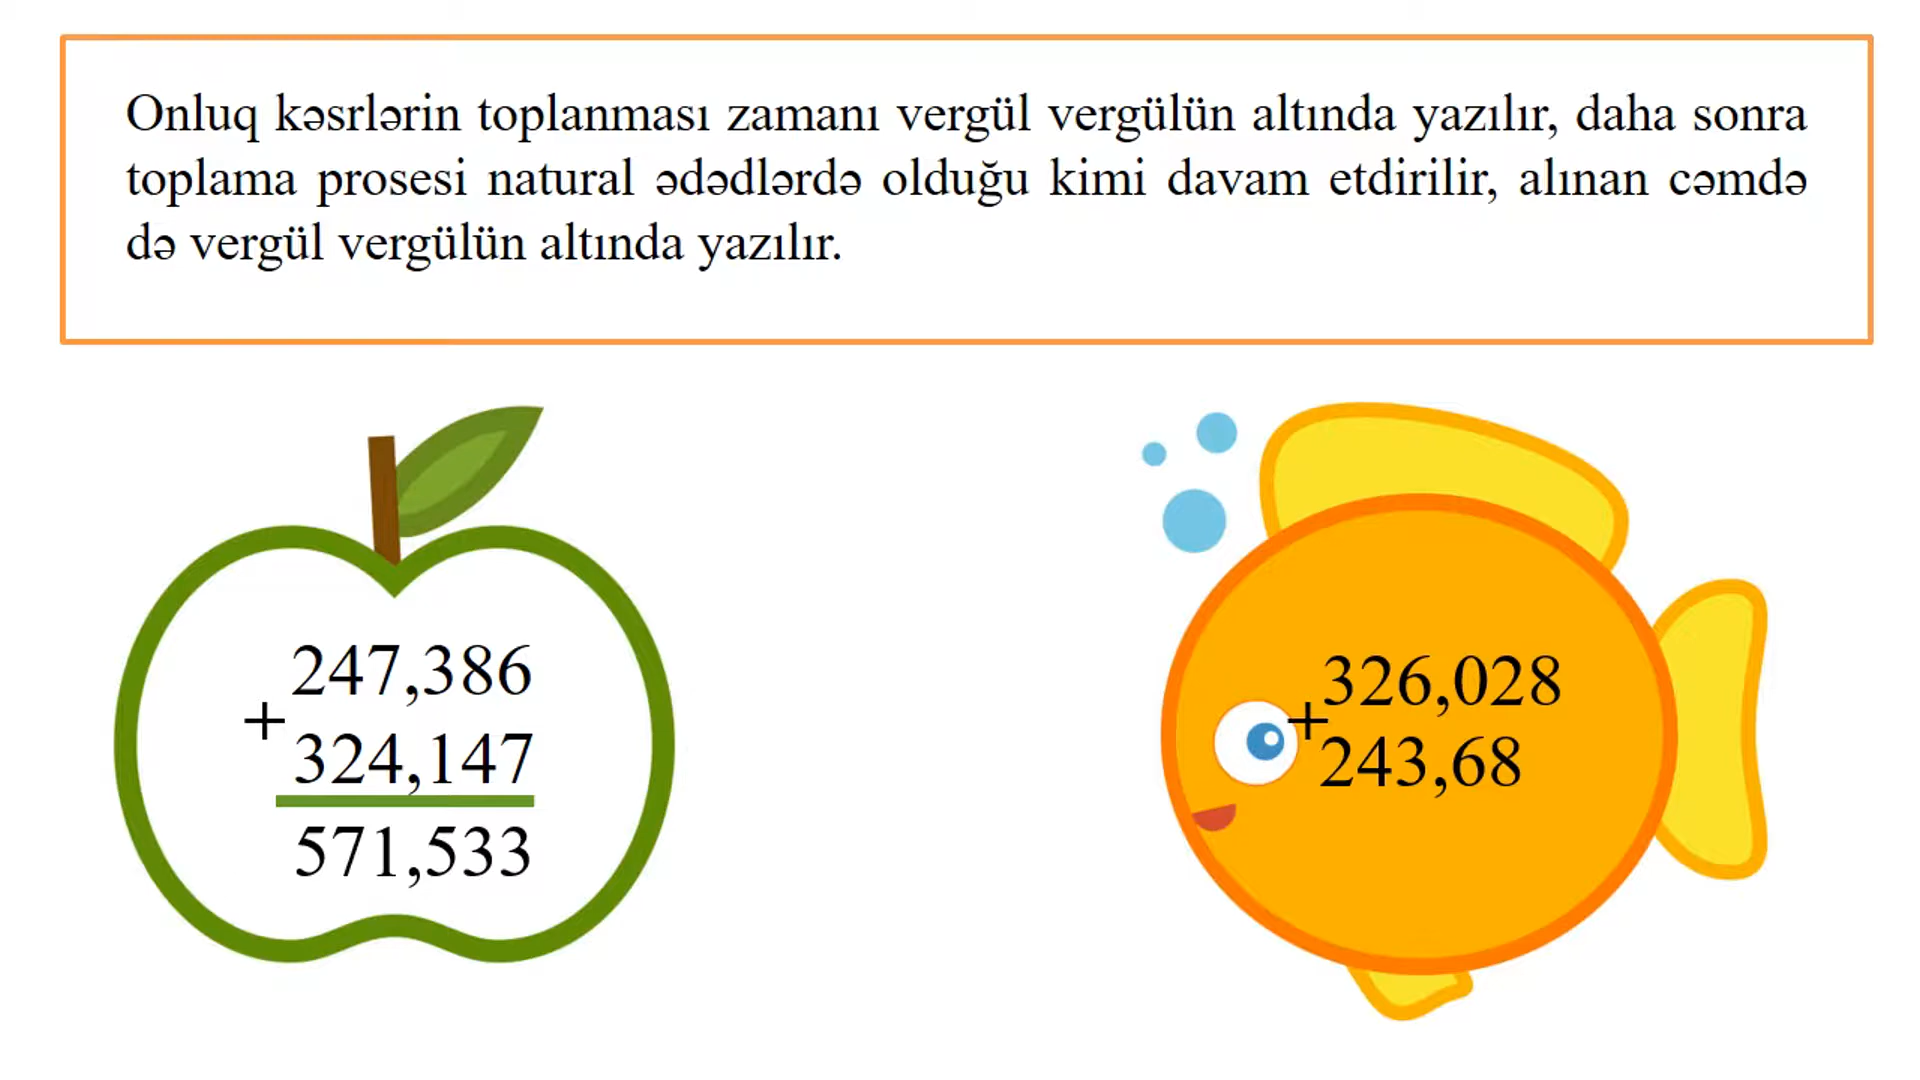 Onluq kəsrlərin toplanması zamanı vergül vergülün altında yazılır, daha sonra
toplama prosesi natural ədədlərdə olduğu kimi davam etdirilir, alınan cəmdə
də vergül vergülün altında yazılır.
247,386
+
324,147
571,533
326,028
+
243,68